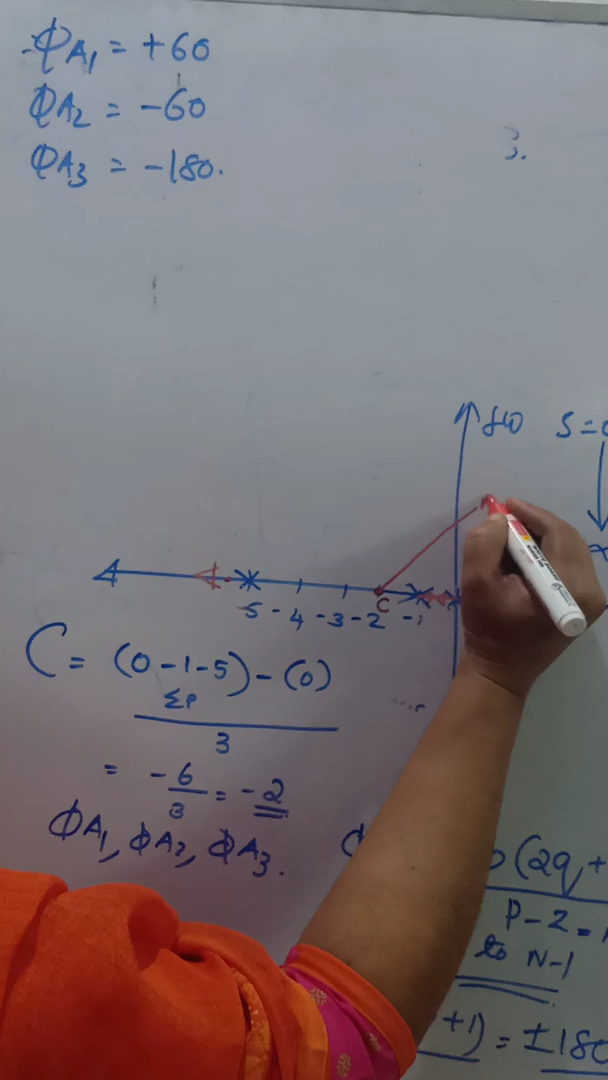 ΦA₁ = +60
ΦA₂ = -60
ΦA₃ = -180.
3.
jω
S =
-5 -4 -3 -2 -1
C
C = (0-1-5)-(0)
Σp
3
= -6/3 = -2
ΦA₁, ΦA₂, ΦA₃.
(2q+
P-Z =
to N-1
+1) = ±180